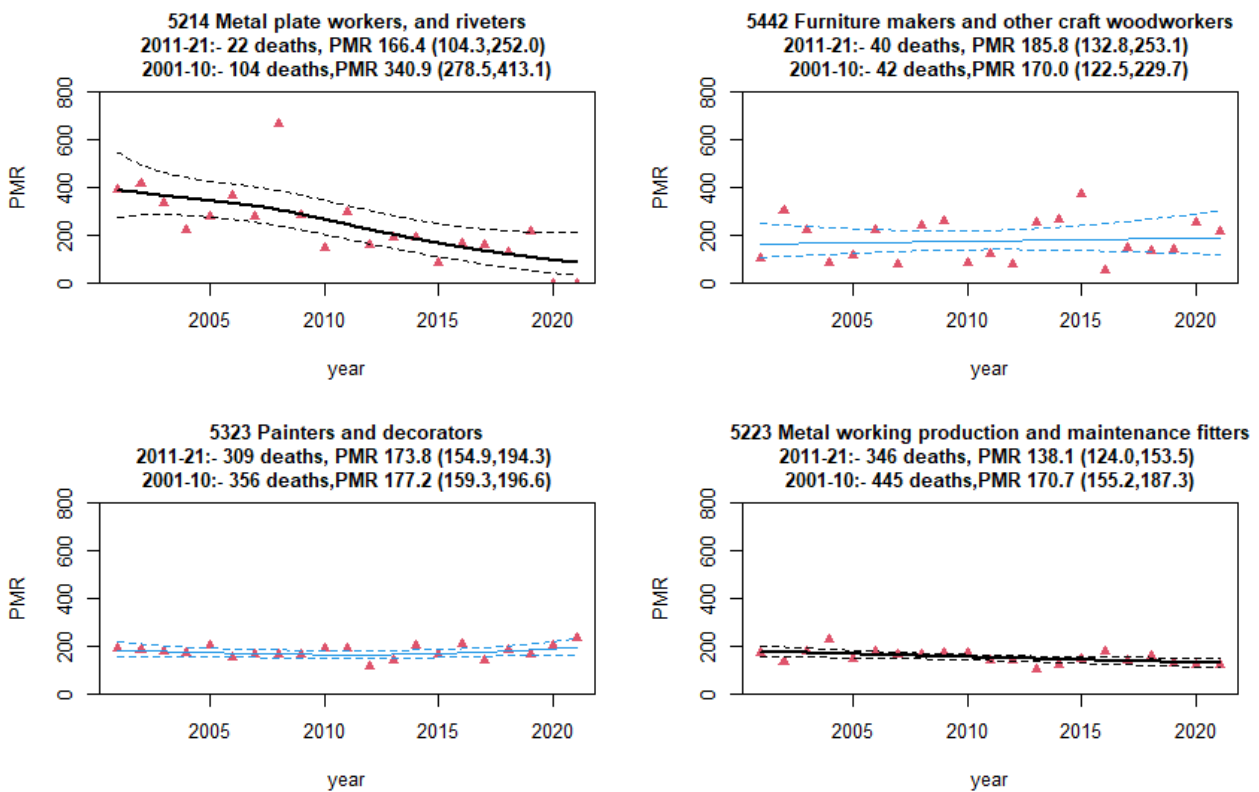 5214 Metal plate workers, and riveters
2011-21:- 22 deaths, PMR 166.4 (104.3,252.0)
2001-10:- 104 deaths,PMR 340.9 (278.5,413.1)
800
600
400
200
0
PMR
2005 2010 2015 2020
year
5442 Furniture makers and other craft woodworkers
2011-21:- 40 deaths, PMR 185.8 (132.8,253.1)
2001-10:- 42 deaths,PMR 170.0 (122.5,229.7)
800
600
400
200
0
PMR
2005 2010 2015 2020
year
5323 Painters and decorators
2011-21:- 309 deaths, PMR 173.8 (154.9,194.3)
2001-10:- 356 deaths,PMR 177.2 (159.3,196.6)
800
600
400
200
0
PMR
2005 2010 2015 2020
year
5223 Metal working production and maintenance fitters
2011-21:- 346 deaths, PMR 138.1 (124.0,153.5)
2001-10:- 445 deaths,PMR 170.7 (155.2,187.3)
800
600
400
200
0
PMR
2005 2010 2015 2020
year